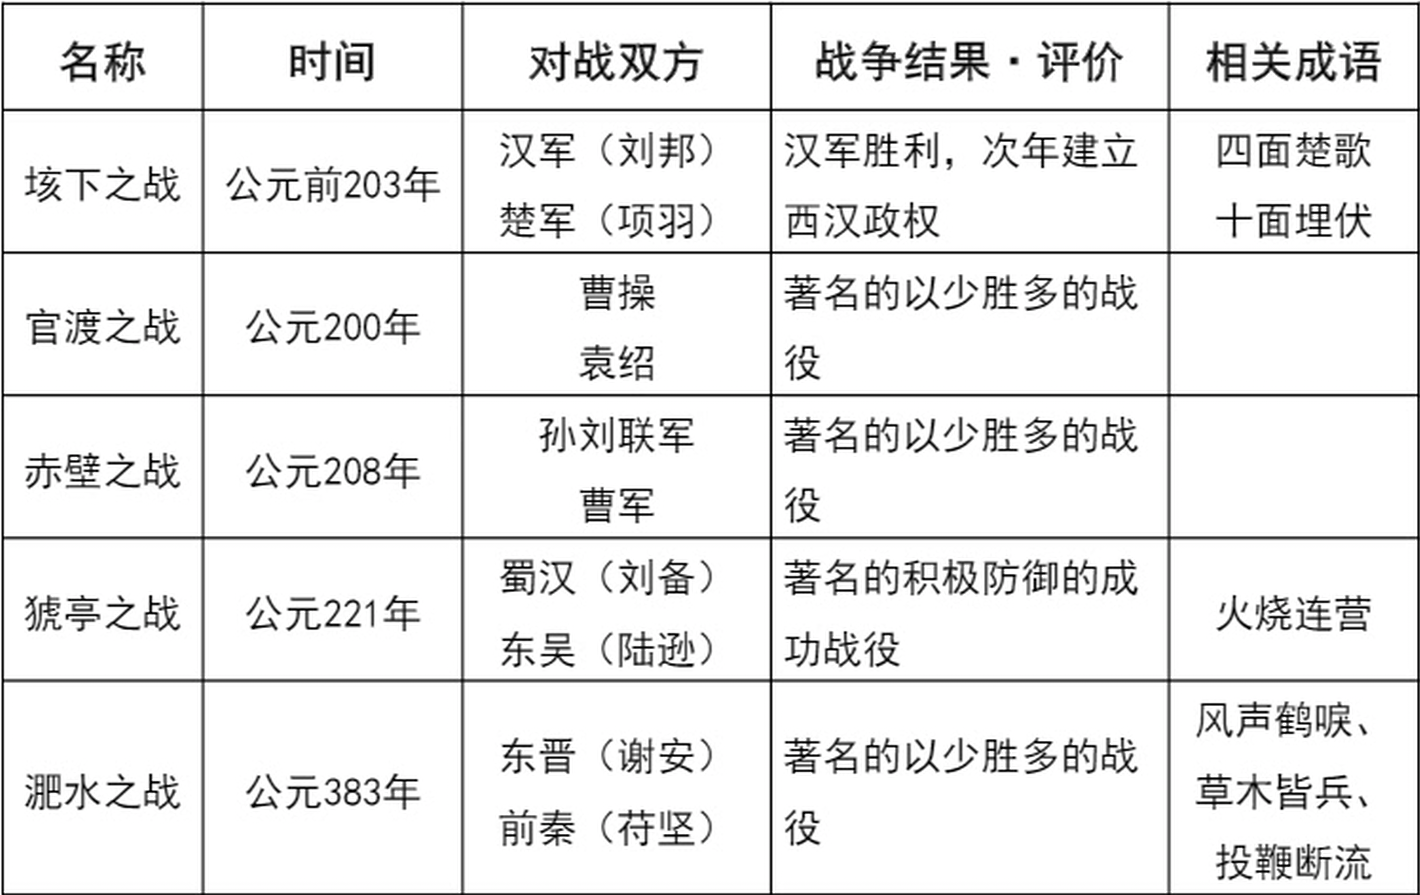 名称 时间 对战双方 战争结果·评价 相关成语
垓下之战 公元前203年 汉军（刘邦） 楚军（项羽） 汉军胜利，次年建立西汉政权 四面楚歌 十面埋伏
官渡之战 公元200年 曹操 袁绍 著名的以少胜多的战役
赤壁之战 公元208年 孙刘联军 曹军 著名的以少胜多的战役
猇亭之战 公元221年 蜀汉（刘备） 东吴（陆逊） 著名的积极防御的成功战役 火烧连营
淝水之战 公元383年 东晋（谢安） 前秦（苻坚） 著名的以少胜多的战役 风声鹤唳、草木皆兵、投鞭断流